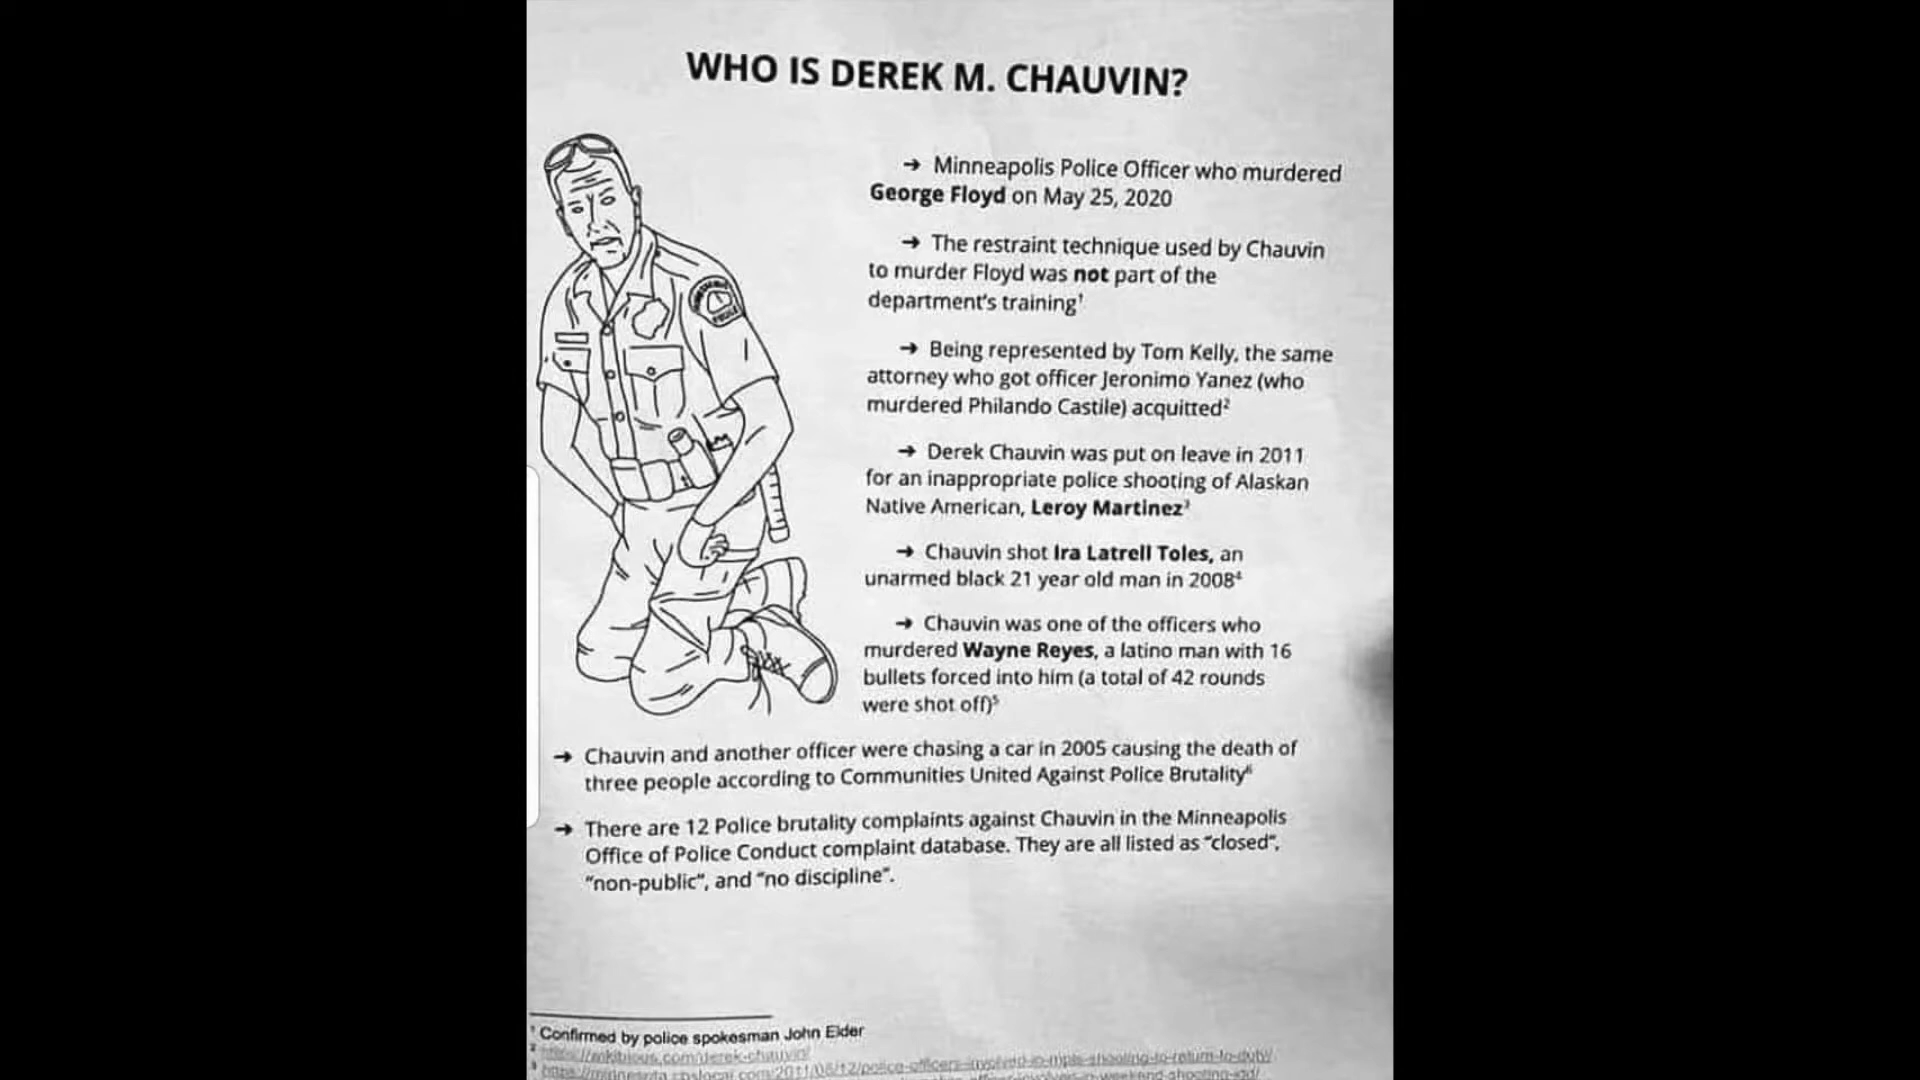 WHO IS DEREK M. CHAUVIN?
→ Minneapolis Police Officer who murdered
George Floyd on May 25, 2020
→ The restraint technique used by Chauvin
to murder Floyd was not part of the
department's training¹
→ Being represented by Tom Kelly, the same
attorney who got officer Jeronimo Yanez (who
murdered Philando Castile) acquitted²
→ Derek Chauvin was put on leave in 2011
for an inappropriate police shooting of Alaskan
Native American, Leroy Martinez³
→ Chauvin shot Ira Latrell Toles, an
unarmed black 21 year old man in 2008⁴
→ Chauvin was one of the officers who
murdered Wayne Reyes, a latino man with 16
bullets forced into him (a total of 42 rounds
were shot off)⁵
→ Chauvin and another officer were chasing a car in 2005 causing the death of
three people according to Communities United Against Police Brutality⁶
→ There are 12 Police brutality complaints against Chauvin in the Minneapolis
Office of Police Conduct complaint database. They are all listed as "closed",
"non-public", and "no discipline".
¹ Confirmed by police spokesman John Elder